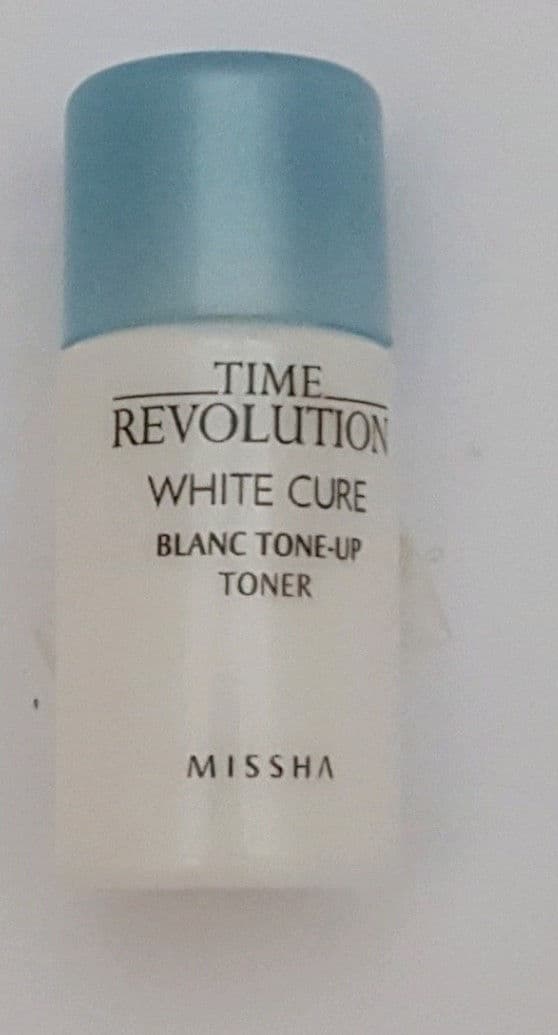 TIME
REVOLUTION
WHITE CURE
BLANC TONE-UP
TONER
MISSHA